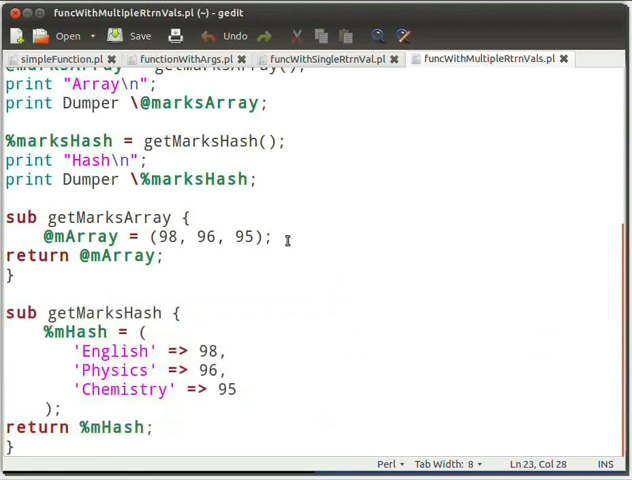 funcWithMultipleRtrnVals.pl (~) - gedit
Open Save Undo
simpleFunction.pl functionWithArgs.pl funcWithSingleRtrnVal.pl funcWithMultipleRtrnVals.pl
@marksArray = getMarksArray();
print "Array\n";
print Dumper \@marksArray;
%marksHash = getMarksHash();
print "Hash\n";
print Dumper \%marksHash;
sub getMarksArray {
@mArray = (98, 96, 95);
return @mArray;
}
sub getMarksHash {
%mHash = (
'English' => 98,
'Physics' => 96,
'Chemistry' => 95
);
return %mHash;
}
Perl Tab Width: 8 Ln 23, Col 28 INS